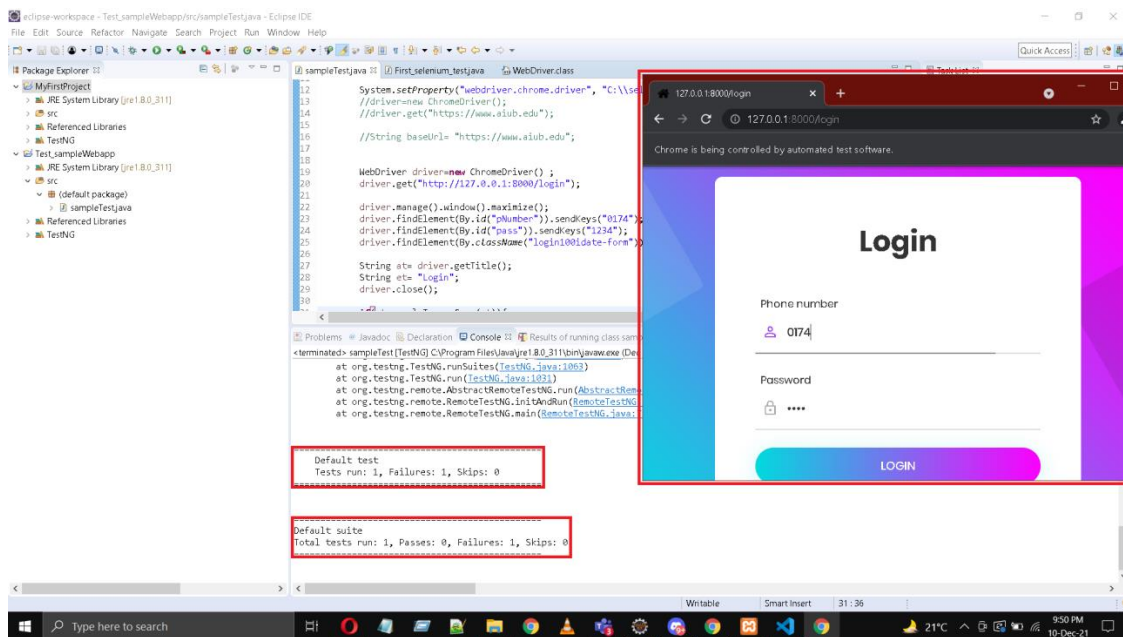 eclipse-workspace - Test_sampleWebapp/src/sampleTest.java - Eclipse IDE
File Edit Source Refactor Navigate Search Project Run Window Help
Quick Access
Package Explorer
MyFirstProject
JRE System Library [jre1.8.0_311]
src
Referenced Libraries
TestNG
Test_sampleWebapp
JRE System Library [jre1.8.0_311]
src
(default package)
sampleTest.java
Referenced Libraries
TestNG
sampleTest.java First_selenium_test.java WebDriver.class
12 System.setProperty("webdriver.chrome.driver", "C:\\sel
13 //driver=new ChromeDriver();
14 //driver.get("https://www.aiub.edu");
15
16 //String baseUrl= "https://www.aiub.edu";
17
18
19 WebDriver driver=new ChromeDriver() ;
20 driver.get("http://127.0.0.1:8000/login");
21
22 driver.manage().window().maximize();
23 driver.findElement(By.id("pNumber")).sendKeys("0174");
24 driver.findElement(By.id("pass")).sendKeys("1234");
25 driver.findElement(By.className("login100idate-form"))
26
27 String at= driver.getTitle();
28 String et= "Login";
29 driver.close();
30
Problems Javadoc Declaration Console Results of running class sam
<terminated> sampleTest [TestNG] C:\Program Files\Java\jre1.8.0_311\bin\javaw.exe (De
at org.testng.TestNG.runSuites(TestNG.java:1063)
at org.testng.TestNG.run(TestNG.java:1031)
at org.testng.remote.AbstractRemoteTestNG.run(AbstractRem
at org.testng.remote.RemoteTestNG.initAndRun(RemoteTestNG
at org.testng.remote.RemoteTestNG.main(RemoteTestNG.java:
===============================================
Default test
Tests run: 1, Failures: 1, Skips: 0
===============================================
===============================================
Default suite
Total tests run: 1, Passes: 0, Failures: 1, Skips: 0
===============================================
127.0.0.1:8000/login
127.0.0.1:8000/login
Chrome is being controlled by automated test software.
Login
Phone number
0174
Password
••••
LOGIN
Writable Smart Insert 31 : 36
Type here to search
21°C
9:50 PM
10-Dec-21